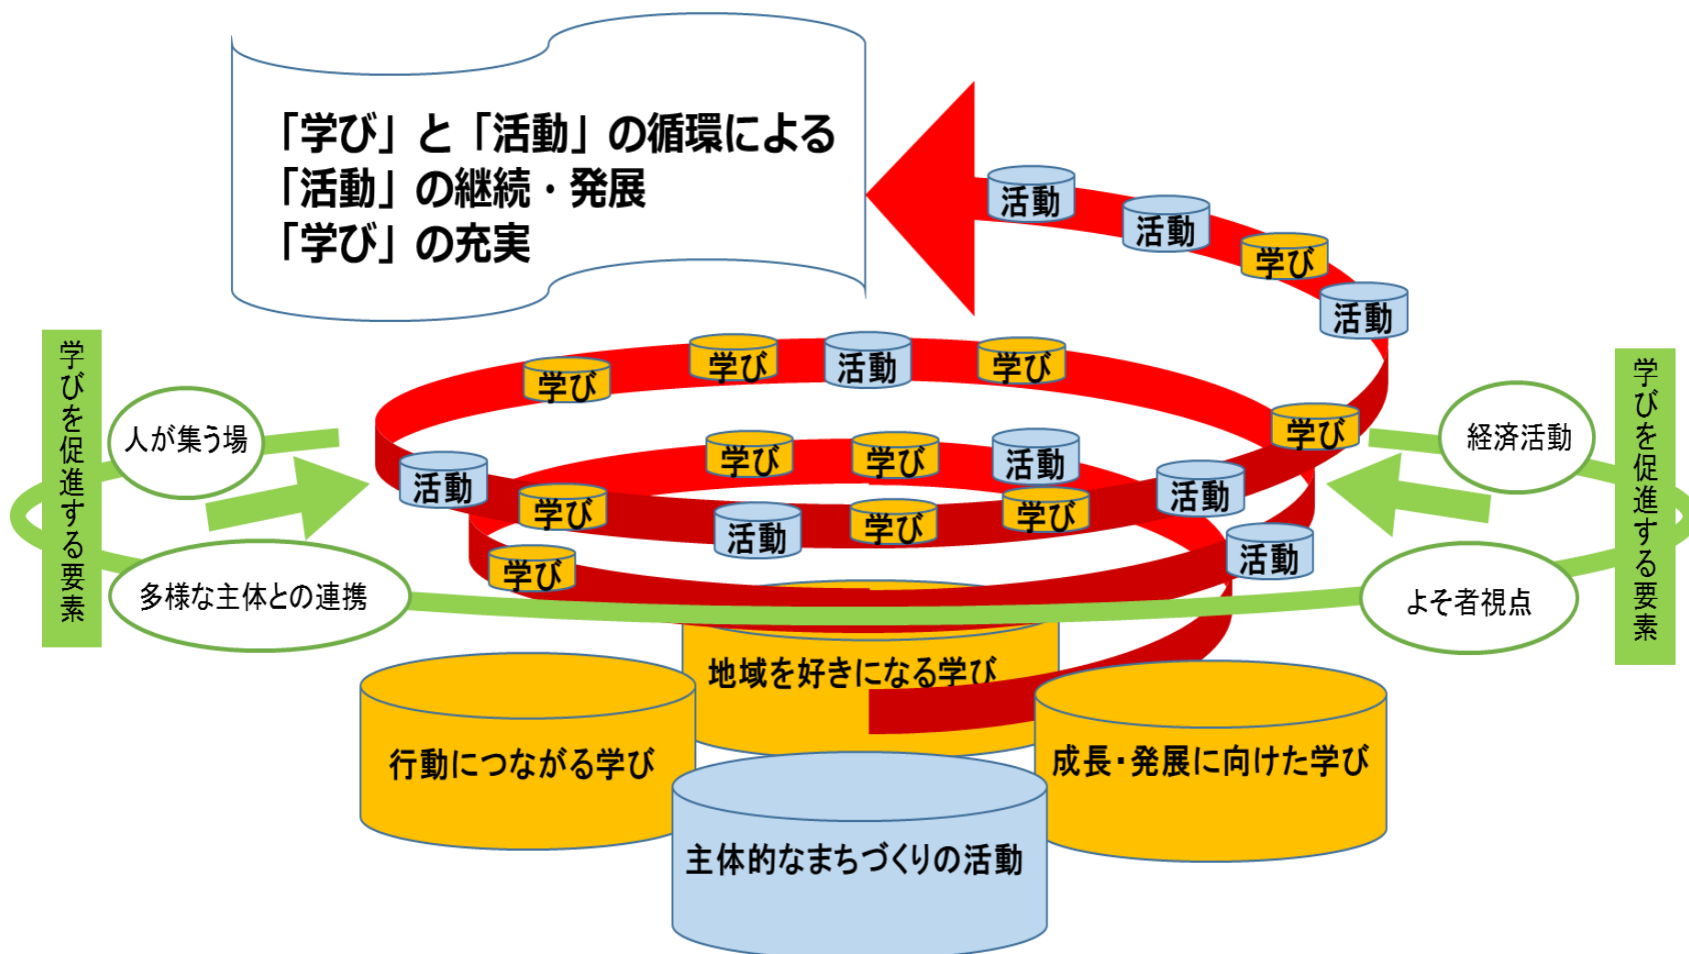 「学び」と「活動」の循環による
「活動」の継続・発展
「学び」の充実
活動
活動
学び
活動
学び
活動
学び
学び
学び
学びを促進する要素
人が集う場
多様な主体との連携
学びを促進する要素
経済活動
よそ者視点
学び
学び
活動
活動
学び
活動
学び
学び
活動
学び
活動
地域を好きになる学び
行動につながる学び
成長・発展に向けた学び
主体的なまちづくりの活動